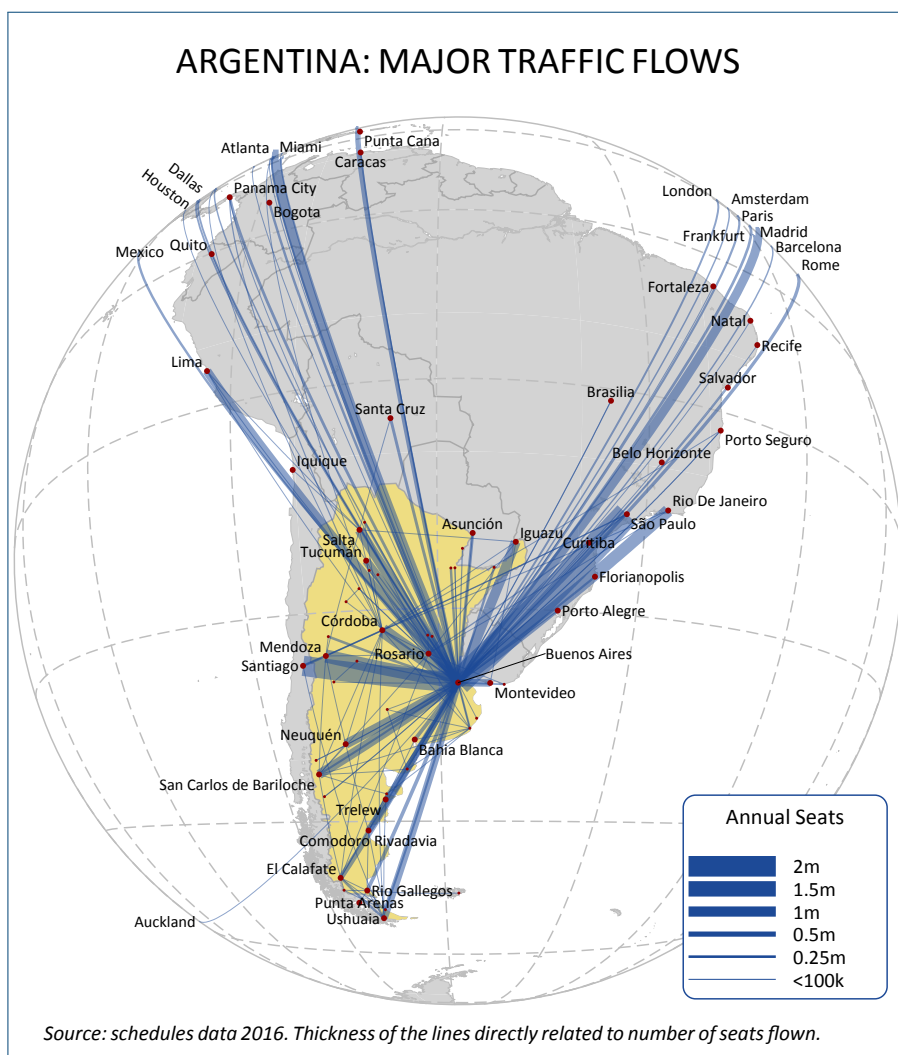 ARGENTINA: MAJOR TRAFFIC FLOWS
Punta Cana
Atlanta Miami
Caracas
Dallas
Houston
Panama City
Bogota
London
Amsterdam
Paris
Frankfurt
Madrid
Barcelona
Rome
Mexico
Quito
Fortaleza
Natal
Recife
Lima
Salvador
Brasilia
Santa Cruz
Porto Seguro
Belo Horizonte
Iquique
Rio De Janeiro
São Paulo
Asunción
Iguazu
Curitiba
Salta
Tucumán
Florianopolis
Porto Alegre
Córdoba
Mendoza
Rosario
Buenos Aires
Santiago
Montevideo
Neuquén
Bahia Blanca
San Carlos de Bariloche
Trelew
Comodoro Rivadavia
El Calafate
Rio Gallegos
Punta Arenas
Ushuaia
Auckland
Annual Seats
2m
1.5m
1m
0.5m
0.25m
<100k
Source: schedules data 2016. Thickness of the lines directly related to number of seats flown.